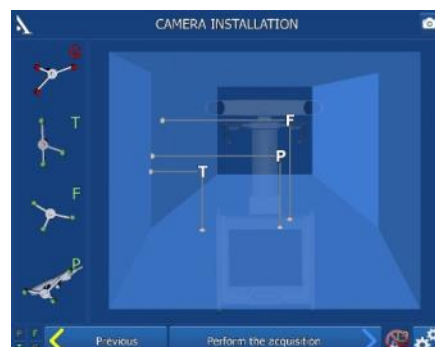 CAMERA INSTALLATION
T
F
P
F
P
T
P F
Previous
Perform the acquisition